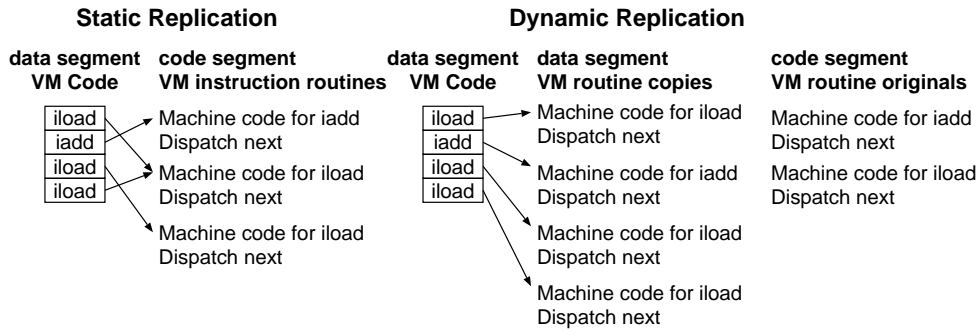 Static Replication
data segment
VM Code
code segment
VM instruction routines
iload
iadd
iload
iload
Machine code for iadd
Dispatch next
Machine code for iload
Dispatch next
Machine code for iload
Dispatch next
Dynamic Replication
data segment
VM Code
data segment
VM routine copies
code segment
VM routine originals
iload
iadd
iload
iload
Machine code for iload
Dispatch next
Machine code for iadd
Dispatch next
Machine code for iload
Dispatch next
Machine code for iload
Dispatch next
Machine code for iadd
Dispatch next
Machine code for iload
Dispatch next